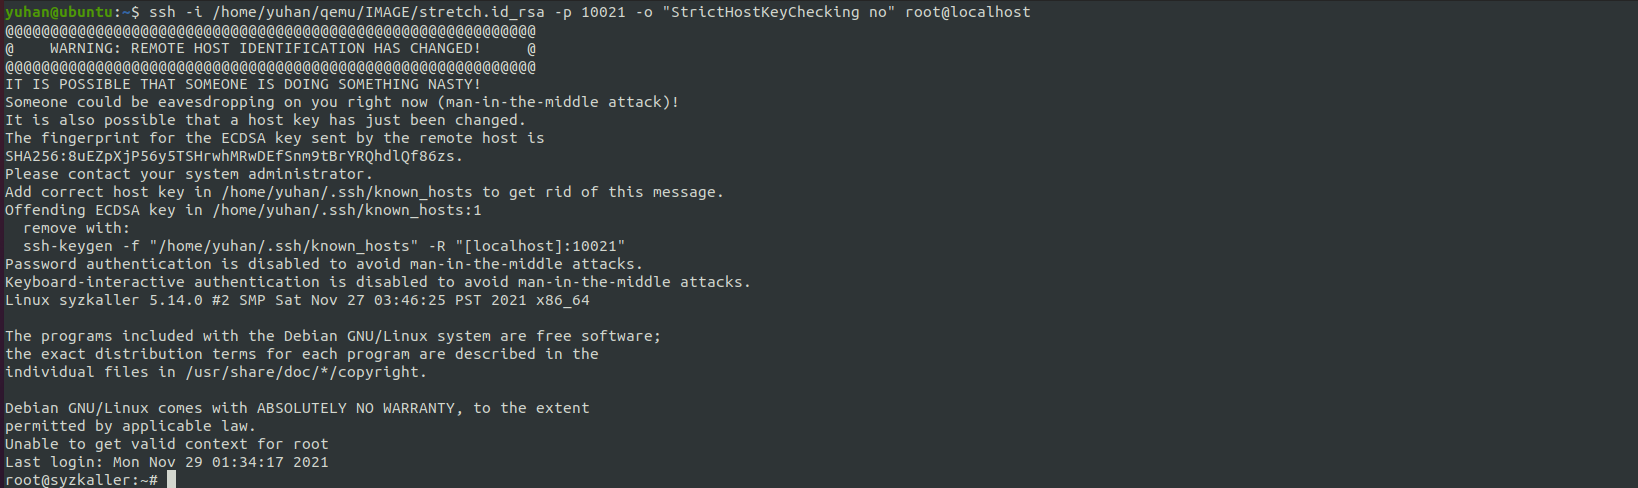 yuhan@ubuntu:~$ ssh -i /home/yuhan/qemu/IMAGE/stretch.id_rsa -p 10021 -o "StrictHostKeyChecking no" root@localhost
@@@@@@@@@@@@@@@@@@@@@@@@@@@@@@@@@@@@@@@@@@@@@@@@@@@@@@@@@@@
@    WARNING: REMOTE HOST IDENTIFICATION HAS CHANGED!     @
@@@@@@@@@@@@@@@@@@@@@@@@@@@@@@@@@@@@@@@@@@@@@@@@@@@@@@@@@@@
IT IS POSSIBLE THAT SOMEONE IS DOING SOMETHING NASTY!
Someone could be eavesdropping on you right now (man-in-the-middle attack)!
It is also possible that a host key has just been changed.
The fingerprint for the ECDSA key sent by the remote host is
SHA256:8uEZpXjP56y5TSHrwhMRwDEfSnm9tBrYRQhdlQf86zs.
Please contact your system administrator.
Add correct host key in /home/yuhan/.ssh/known_hosts to get rid of this message.
Offending ECDSA key in /home/yuhan/.ssh/known_hosts:1
  remove with:
  ssh-keygen -f "/home/yuhan/.ssh/known_hosts" -R "[localhost]:10021"
Password authentication is disabled to avoid man-in-the-middle attacks.
Keyboard-interactive authentication is disabled to avoid man-in-the-middle attacks.
Linux syzkaller 5.14.0 #2 SMP Sat Nov 27 03:46:25 PST 2021 x86_64

The programs included with the Debian GNU/Linux system are free software;
the exact distribution terms for each program are described in the
individual files in /usr/share/doc/*/copyright.

Debian GNU/Linux comes with ABSOLUTELY NO WARRANTY, to the extent
permitted by applicable law.
Unable to get valid context for root
Last login: Mon Nov 29 01:34:17 2021
root@syzkaller:~#